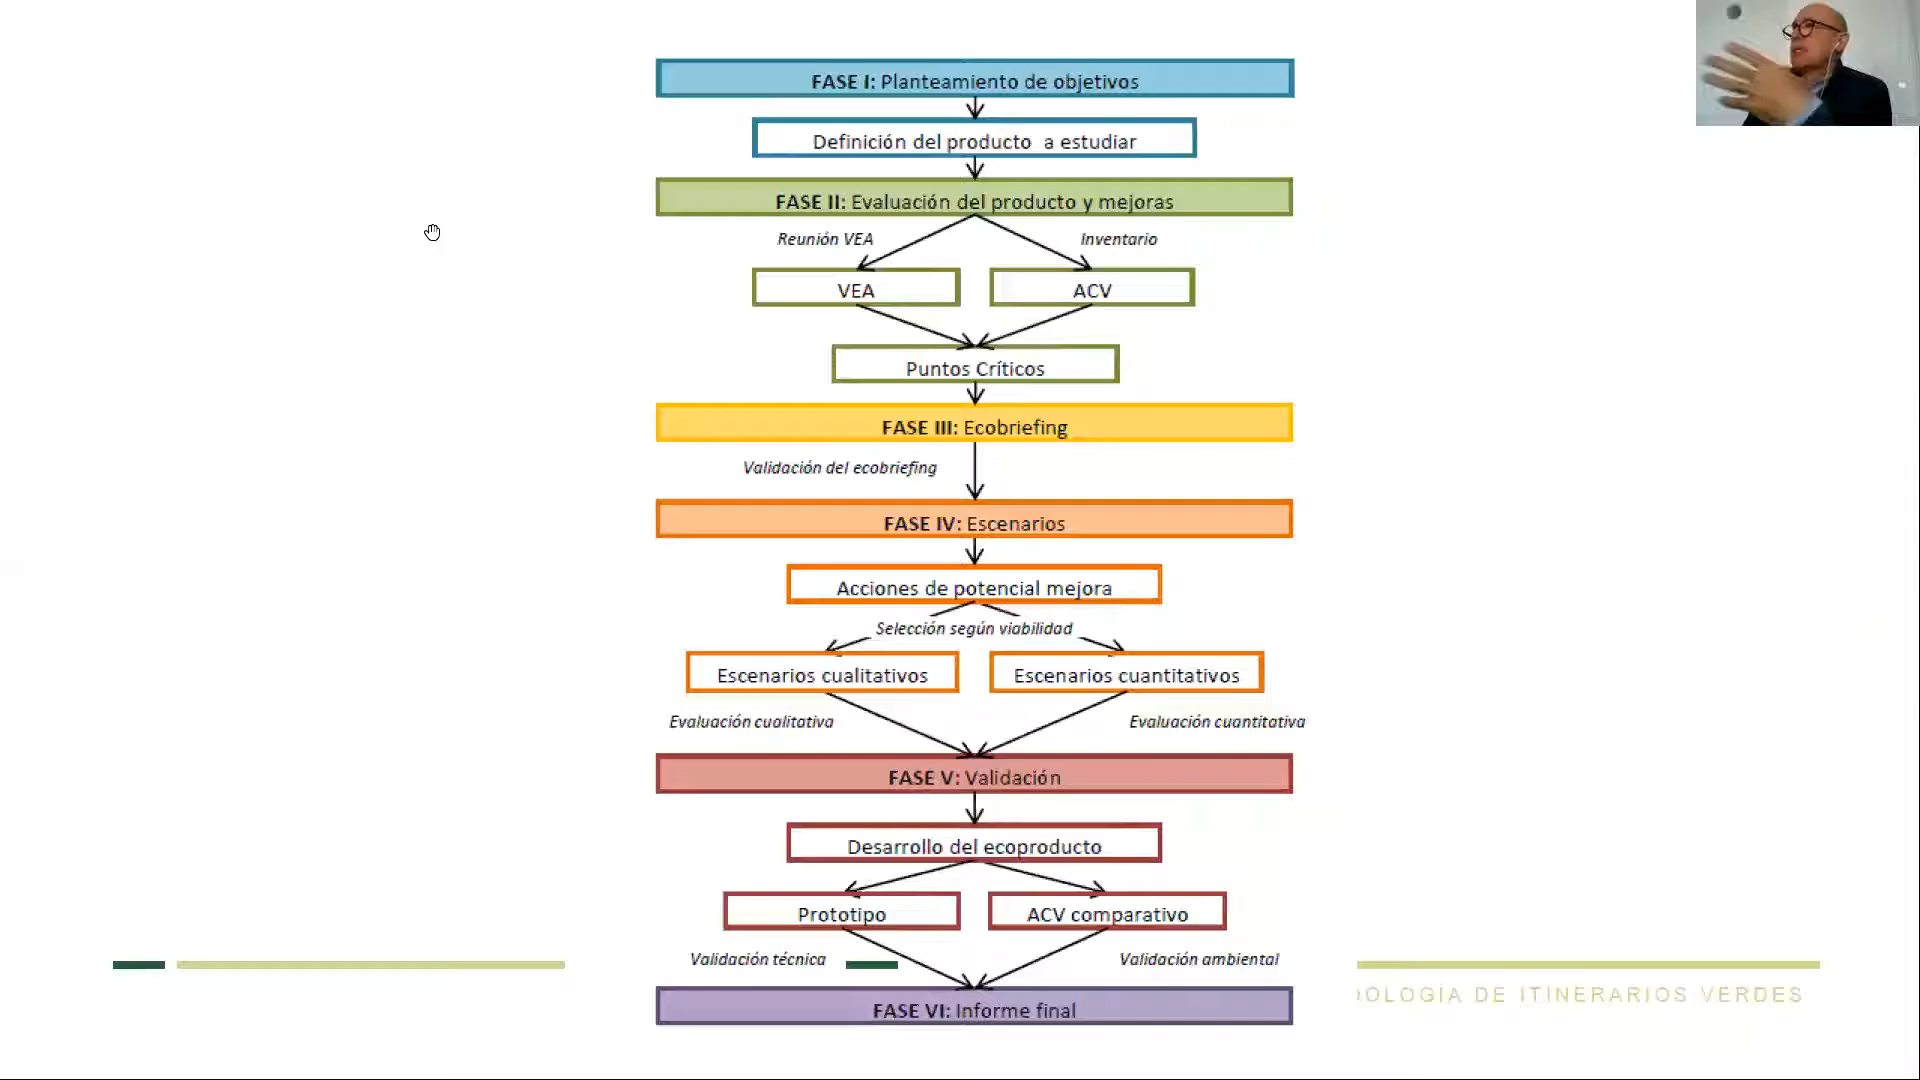 FASE I: Planteamiento de objetivos
Definición del producto a estudiar
FASE II: Evaluación del producto y mejoras
Reunión VEA
Inventario
VEA
ACV
Puntos Críticos
FASE III: Ecobriefing
Validación del ecobriefing
FASE IV: Escenarios
Acciones de potencial mejora
Selección según viabilidad
Escenarios cualitativos
Escenarios cuantitativos
Evaluación cualitativa
Evaluación cuantitativa
FASE V: Validación
Desarrollo del ecoproducto
Prototipo
ACV comparativo
Validación técnica
Validación ambiental
FASE VI: Informe final
DE ITINERARIOS VERDES